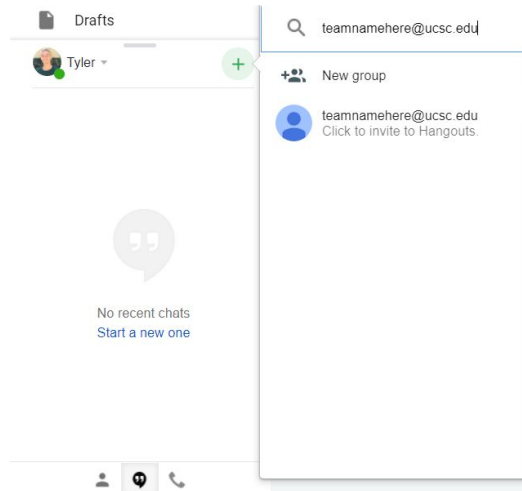 Drafts
Tyler
No recent chats
Start a new one
teamnamehere@ucsc.edu
New group
teamnamehere@ucsc.edu
Click to invite to Hangouts.